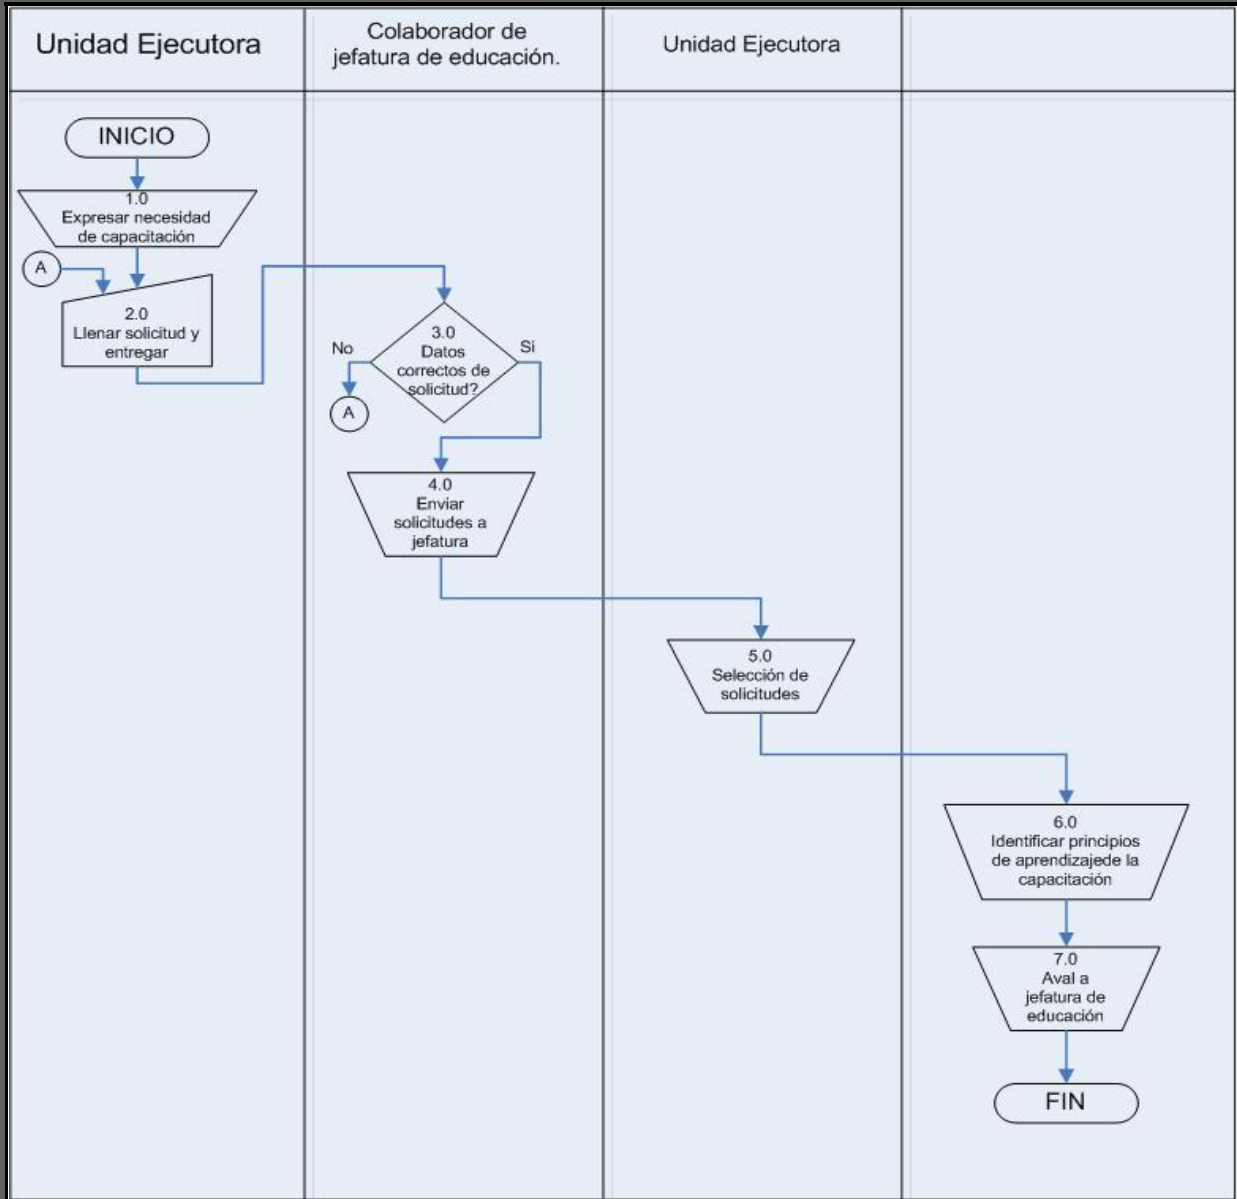 Unidad Ejecutora
Colaborador de
jefatura de educación.
Unidad Ejecutora
INICIO
1.0
Expresar necesidad
de capacitación
A
2.0
Llenar solicitud y
entregar
3.0
Datos
correctos de
solicitud?
No
Si
A
4.0
Enviar
solicitudes a
jefatura
5.0
Selección de
solicitudes
6.0
Identificar principios
de aprendizajede la
capacitación
7.0
Aval a
jefatura de
educación
FIN